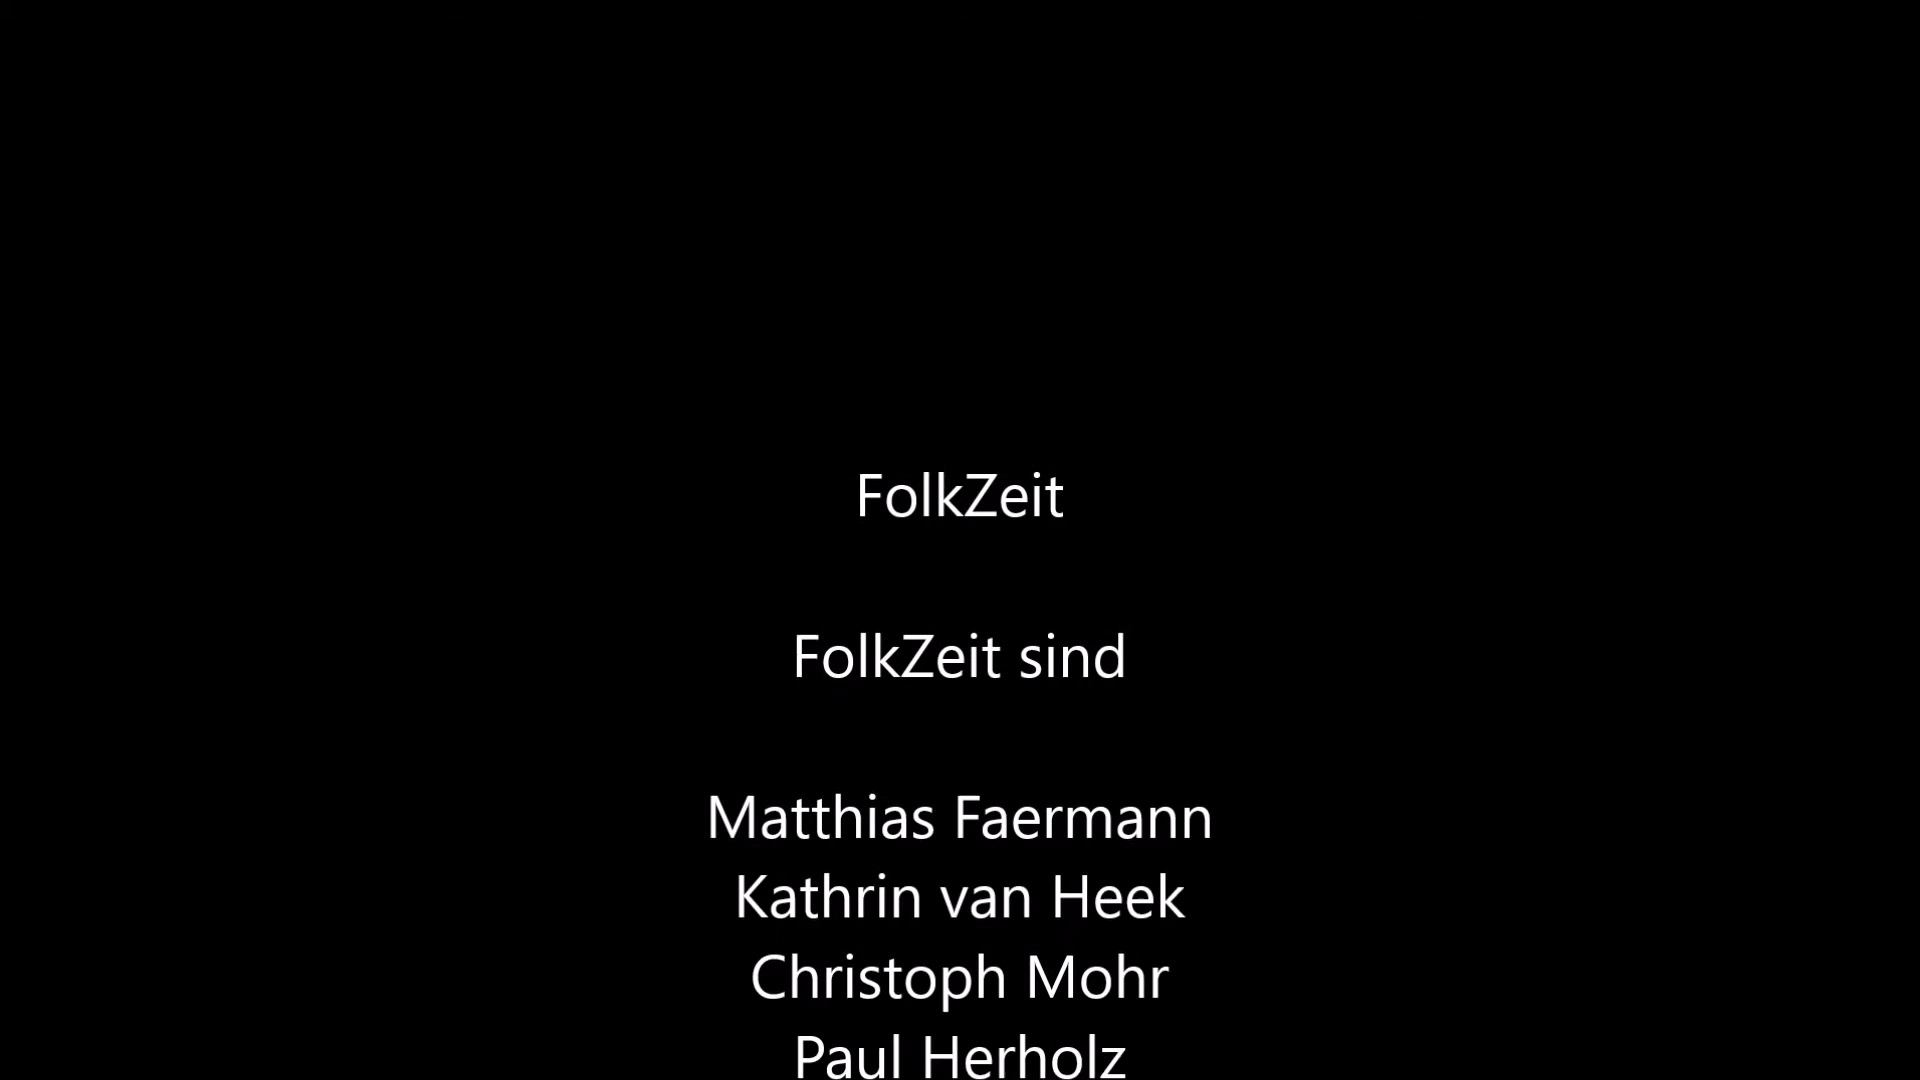 FolkZeit
FolkZeit sind
Matthias Faermann
Kathrin van Heek
Christoph Mohr
Paul Herholz